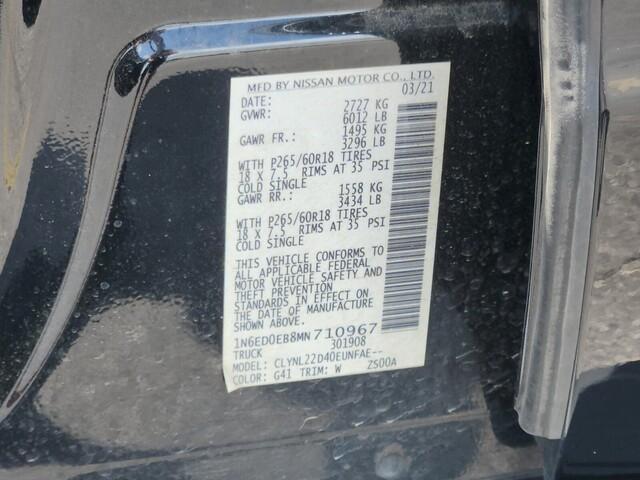 MFD BY NISSAN MOTOR CO., LTD.
DATE: 03/21
GVWR: 2727 KG
6012 LB
GAWR FR.: 1495 KG
3296 LB
WITH P265/60R18 TIRES
18 X 7.5 RIMS AT 35 PSI
COLD SINGLE
GAWR RR.: 1558 KG
3434 LB
WITH P265/60R18 TIRES
18 X 7.5 RIMS AT 35 PSI
COLD SINGLE
THIS VEHICLE CONFORMS TO
ALL APPLICABLE FEDERAL
MOTOR VEHICLE SAFETY AND
THEFT PREVENTION
STANDARDS IN EFFECT ON
THE DATE OF MANUFACTURE
SHOWN ABOVE.
1N6ED0EB8MN710967
TRUCK 301908
MODEL: CLYNL22D40EUNFAE--
COLOR: G41 TRIM: W ZS00A